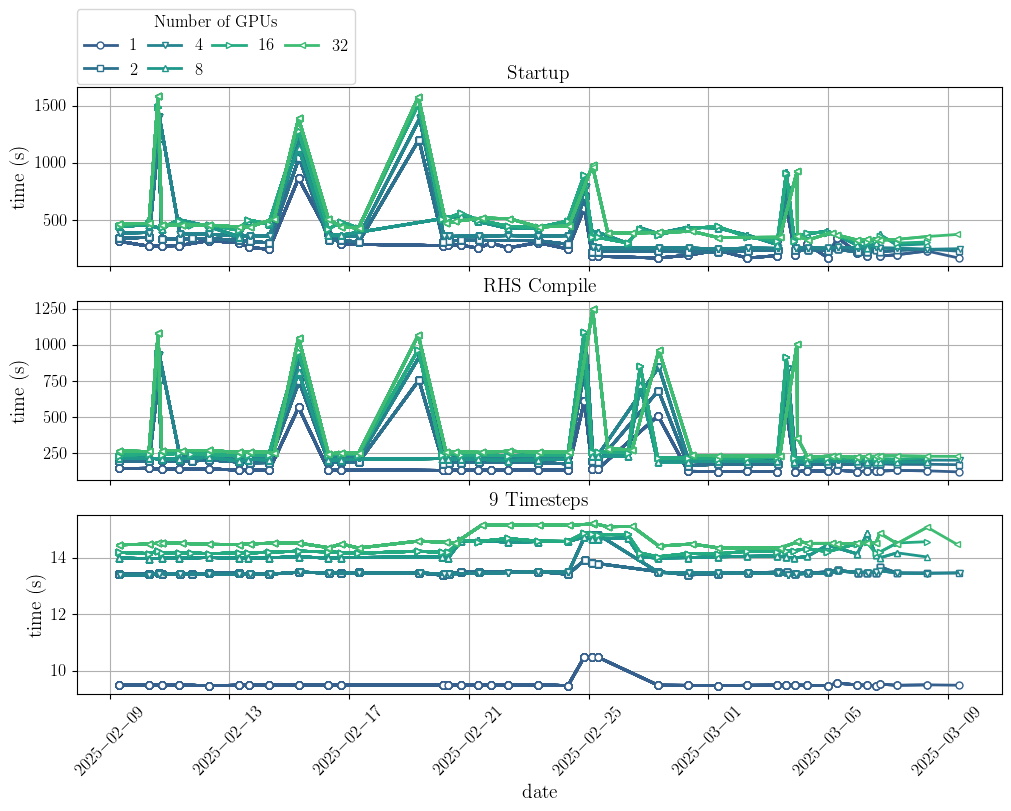 Number of GPUs
1 4 16 32
2 8
Startup
1500
1000
500
time (s)
RHS Compile
1250
1000
750
500
250
time (s)
9 Timesteps
14
12
10
time (s)
2025−02−09 2025−02−13 2025−02−17 2025−02−21 2025−02−25 2025−03−01 2025−03−05 2025−03−09
date